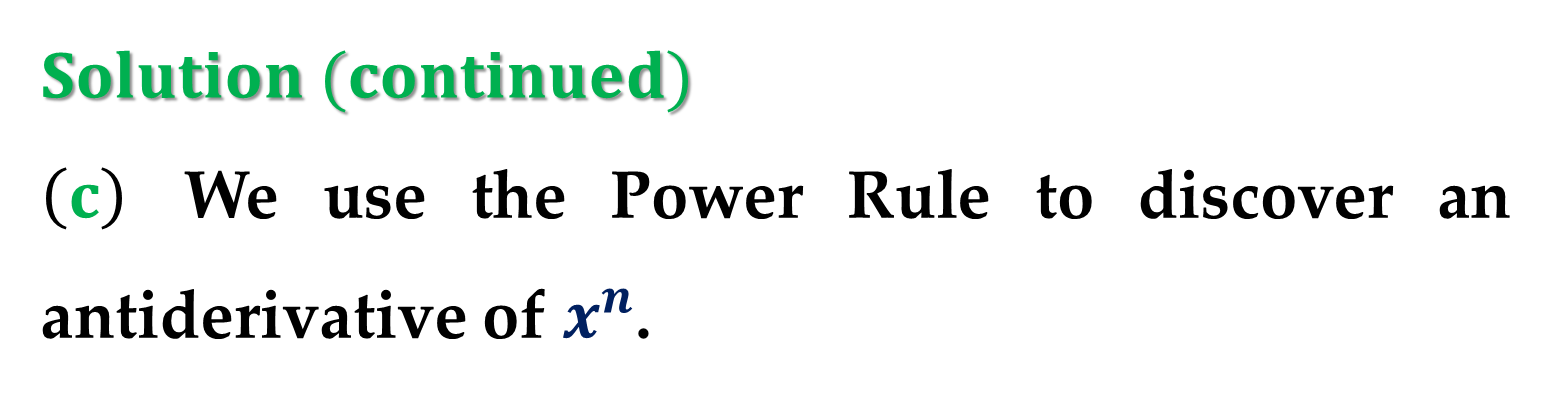 Solution (continued)
(c) We use the Power Rule to discover an
antiderivative of xⁿ.